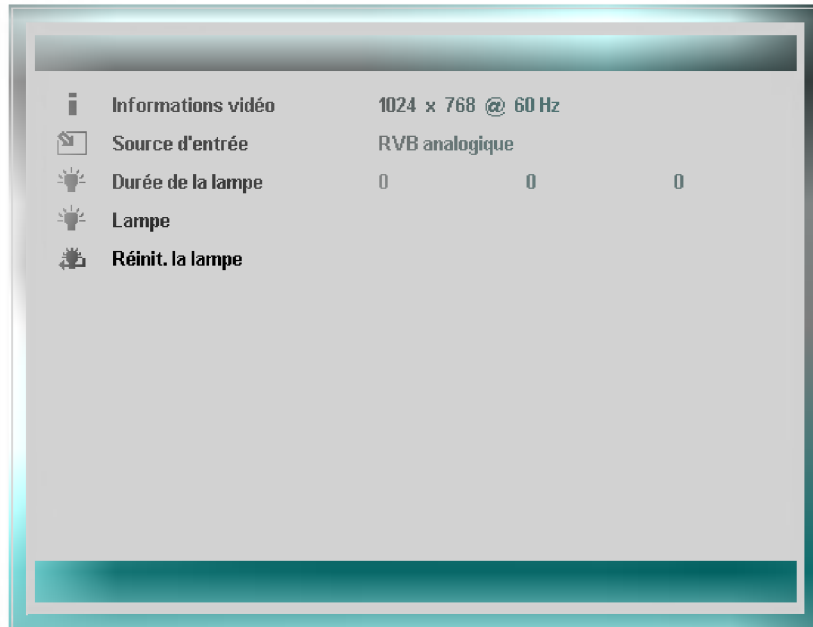 Informations vidéo 1024 x 768 @ 60 Hz
Source d'entrée RVB analogique
Durée de la lampe 0 0 0
Lampe
Réinit. la lampe